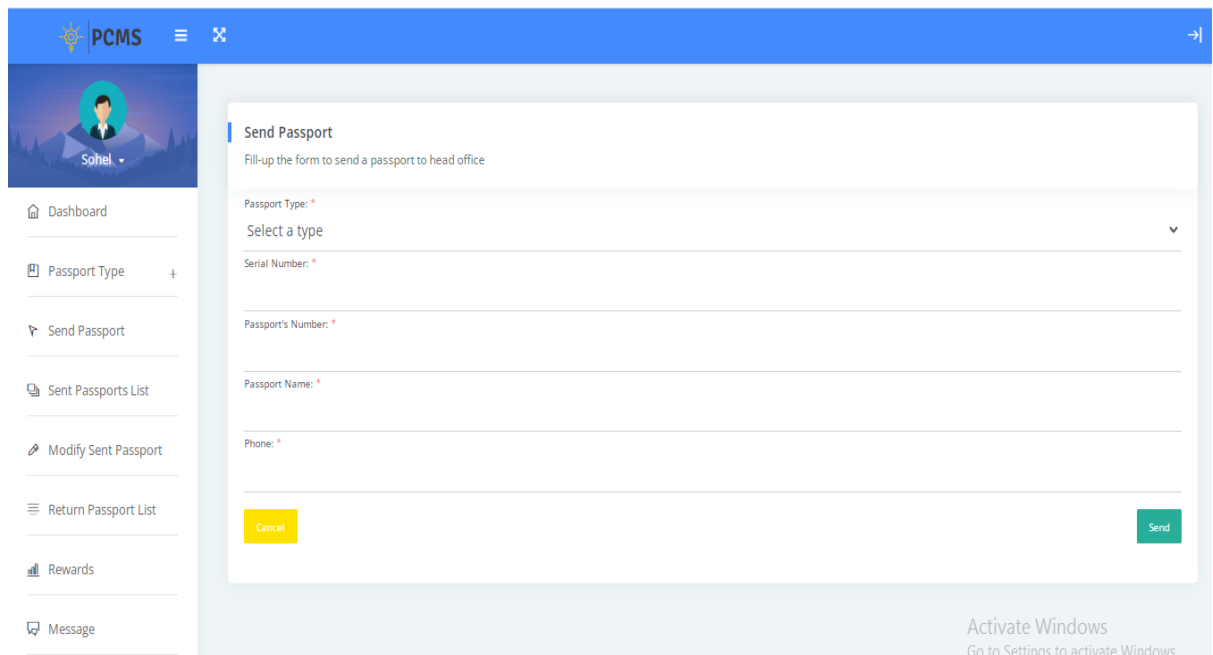 PCMS
Sohel
Dashboard
Passport Type
Send Passport
Sent Passports List
Modify Sent Passport
Return Passport List
Rewards
Message
Send Passport
Fill-up the form to send a passport to head office
Passport Type: *
Select a type
Serial Number: *
Passport's Number: *
Passport Name: *
Phone: *
Cancel
Send
Activate Windows
Go to Settings to activate Windows.